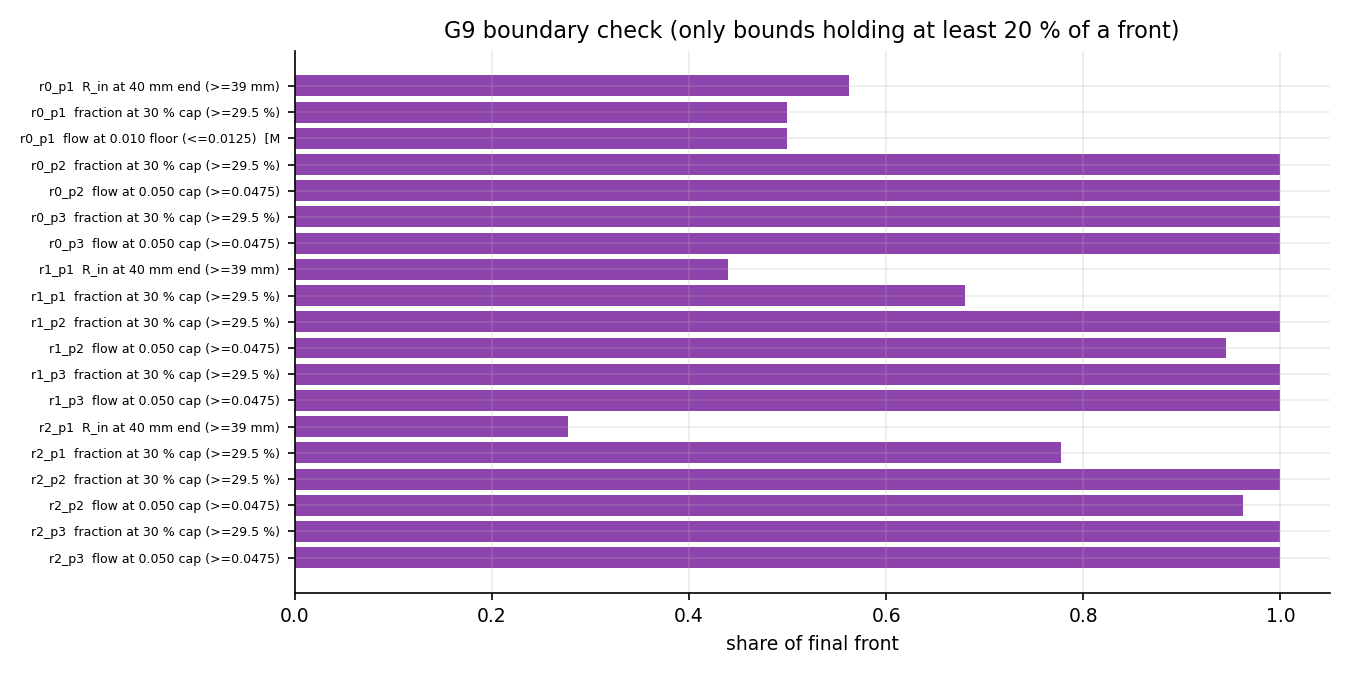 G9 boundary check (only bounds holding at least 20 % of a front)
r0_p1  R_in at 40 mm end (>=39 mm)
r0_p1  fraction at 30 % cap (>=29.5 %)
r0_p1  flow at 0.010 floor (<=0.0125)  [M
r0_p2  fraction at 30 % cap (>=29.5 %)
r0_p2  flow at 0.050 cap (>=0.0475)
r0_p3  fraction at 30 % cap (>=29.5 %)
r0_p3  flow at 0.050 cap (>=0.0475)
r1_p1  R_in at 40 mm end (>=39 mm)
r1_p1  fraction at 30 % cap (>=29.5 %)
r1_p2  fraction at 30 % cap (>=29.5 %)
r1_p2  flow at 0.050 cap (>=0.0475)
r1_p3  fraction at 30 % cap (>=29.5 %)
r1_p3  flow at 0.050 cap (>=0.0475)
r2_p1  R_in at 40 mm end (>=39 mm)
r2_p1  fraction at 30 % cap (>=29.5 %)
r2_p2  fraction at 30 % cap (>=29.5 %)
r2_p2  flow at 0.050 cap (>=0.0475)
r2_p3  fraction at 30 % cap (>=29.5 %)
r2_p3  flow at 0.050 cap (>=0.0475)
0.0 0.2 0.4 0.6 0.8 1.0
share of final front